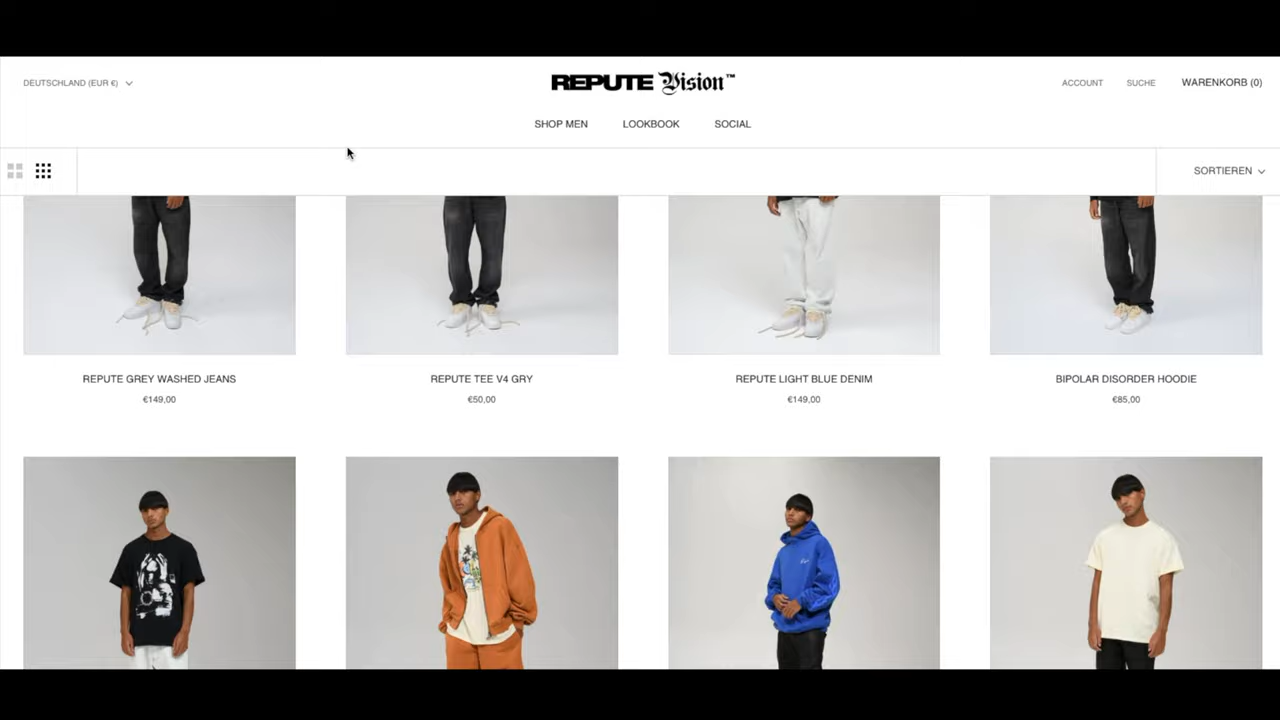 DEUTSCHLAND (EUR €)
REPUTE Vision™
ACCOUNT
SUCHE
WARENKORB (0)
SHOP MEN
LOOKBOOK
SOCIAL
SORTIEREN
REPUTE GREY WASHED JEANS
REPUTE TEE V4 GRY
REPUTE LIGHT BLUE DENIM
BIPOLAR DISORDER HOODIE
€149,00
€50,00
€149,00
€85,00